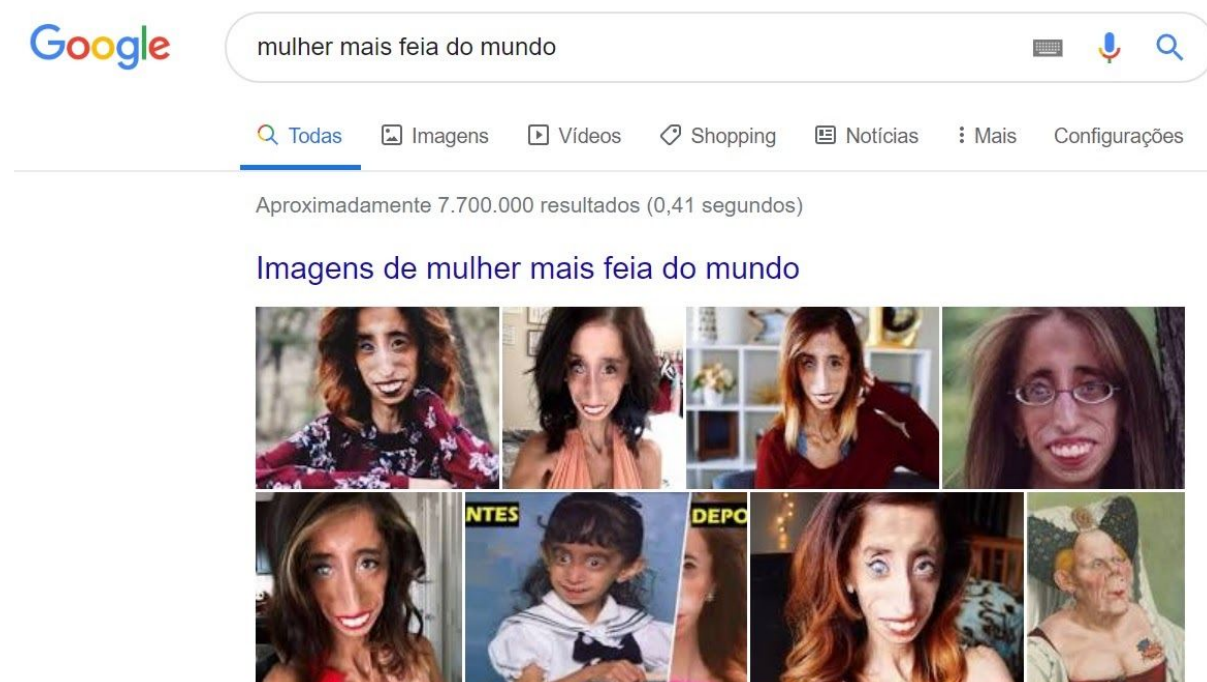 Google
mulher mais feia do mundo
Todas Imagens Vídeos Shopping Notícias Mais Configurações
Aproximadamente 7.700.000 resultados (0,41 segundos)
Imagens de mulher mais feia do mundo
NTES DEPO